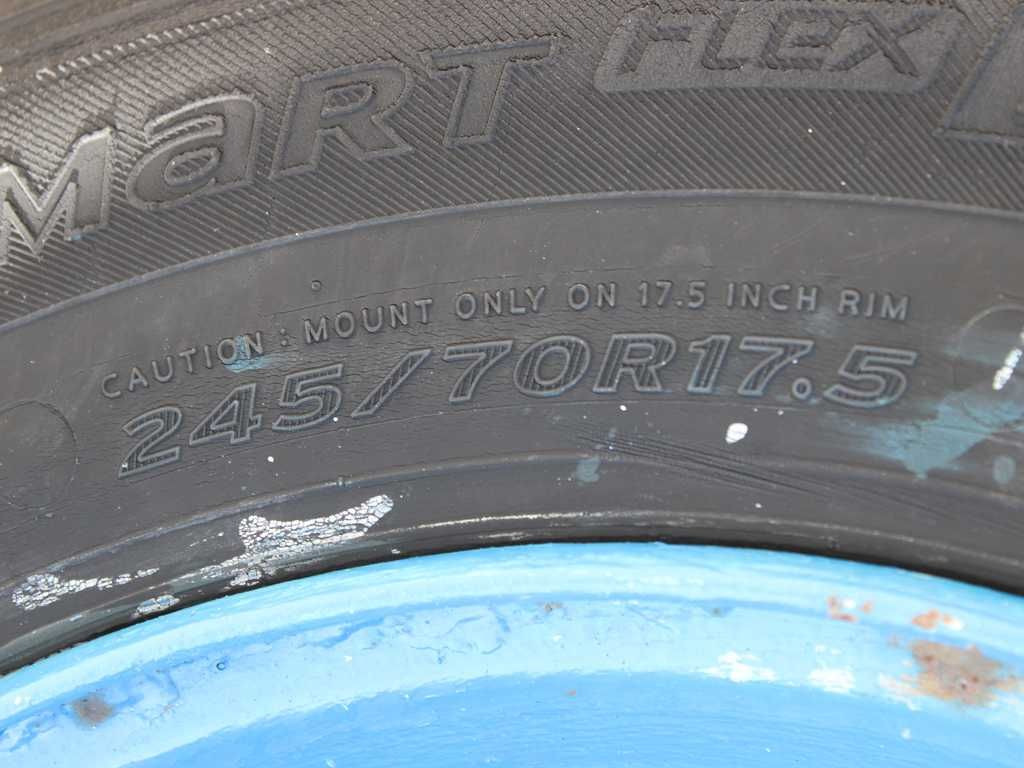 MaRT FLEX
CAUTION : MOUNT ONLY ON 17.5 INCH RIM
245/70R17.5